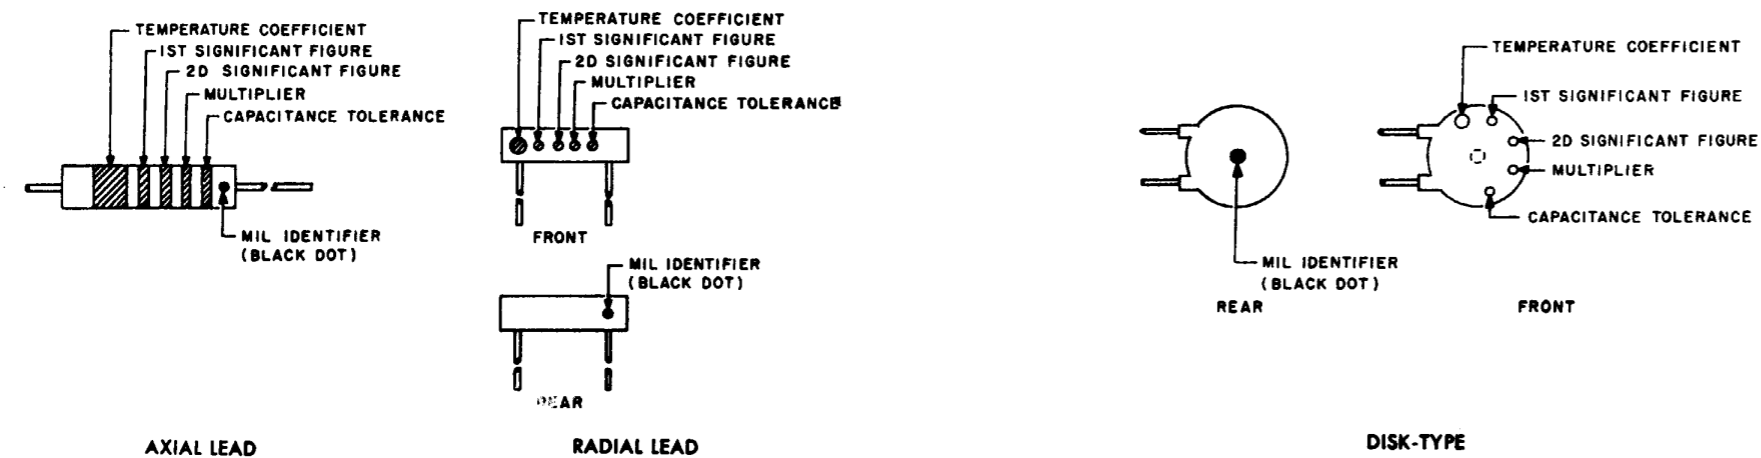 TEMPERATURE COEFFICIENT
1ST SIGNIFICANT FIGURE
2D SIGNIFICANT FIGURE
MULTIPLIER
CAPACITANCE TOLERANCE
MIL IDENTIFIER
(BLACK DOT)
AXIAL LEAD
TEMPERATURE COEFFICIENT
1ST SIGNIFICANT FIGURE
2D SIGNIFICANT FIGURE
MULTIPLIER
CAPACITANCE TOLERANCE
FRONT
MIL IDENTIFIER
(BLACK DOT)
REAR
RADIAL LEAD
MIL IDENTIFIER
(BLACK DOT)
REAR
TEMPERATURE COEFFICIENT
1ST SIGNIFICANT FIGURE
2D SIGNIFICANT FIGURE
MULTIPLIER
CAPACITANCE TOLERANCE
FRONT
DISK-TYPE